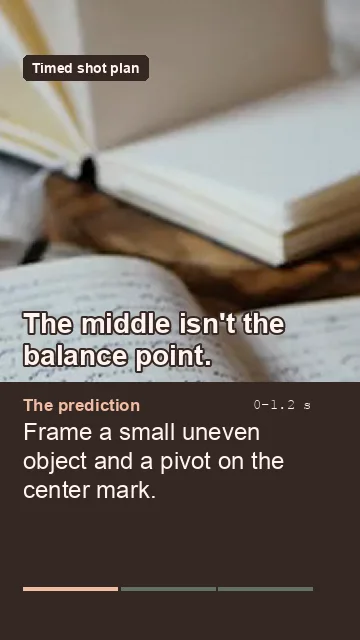 Timed shot plan
The middle isn't the
balance point.
The prediction
0–1.2 s
Frame a small uneven
object and a pivot on the
center mark.